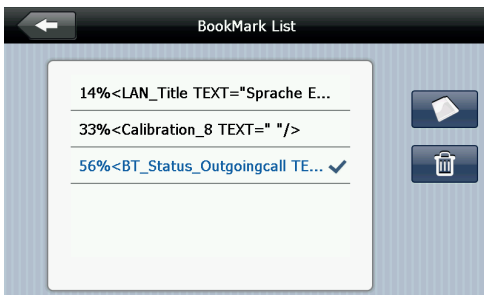 BookMark List
14%<LAN_Title TEXT="Sprache E...
33%<Calibration_8 TEXT=" "/>
56%<BT_Status_Outgoingcall TE...